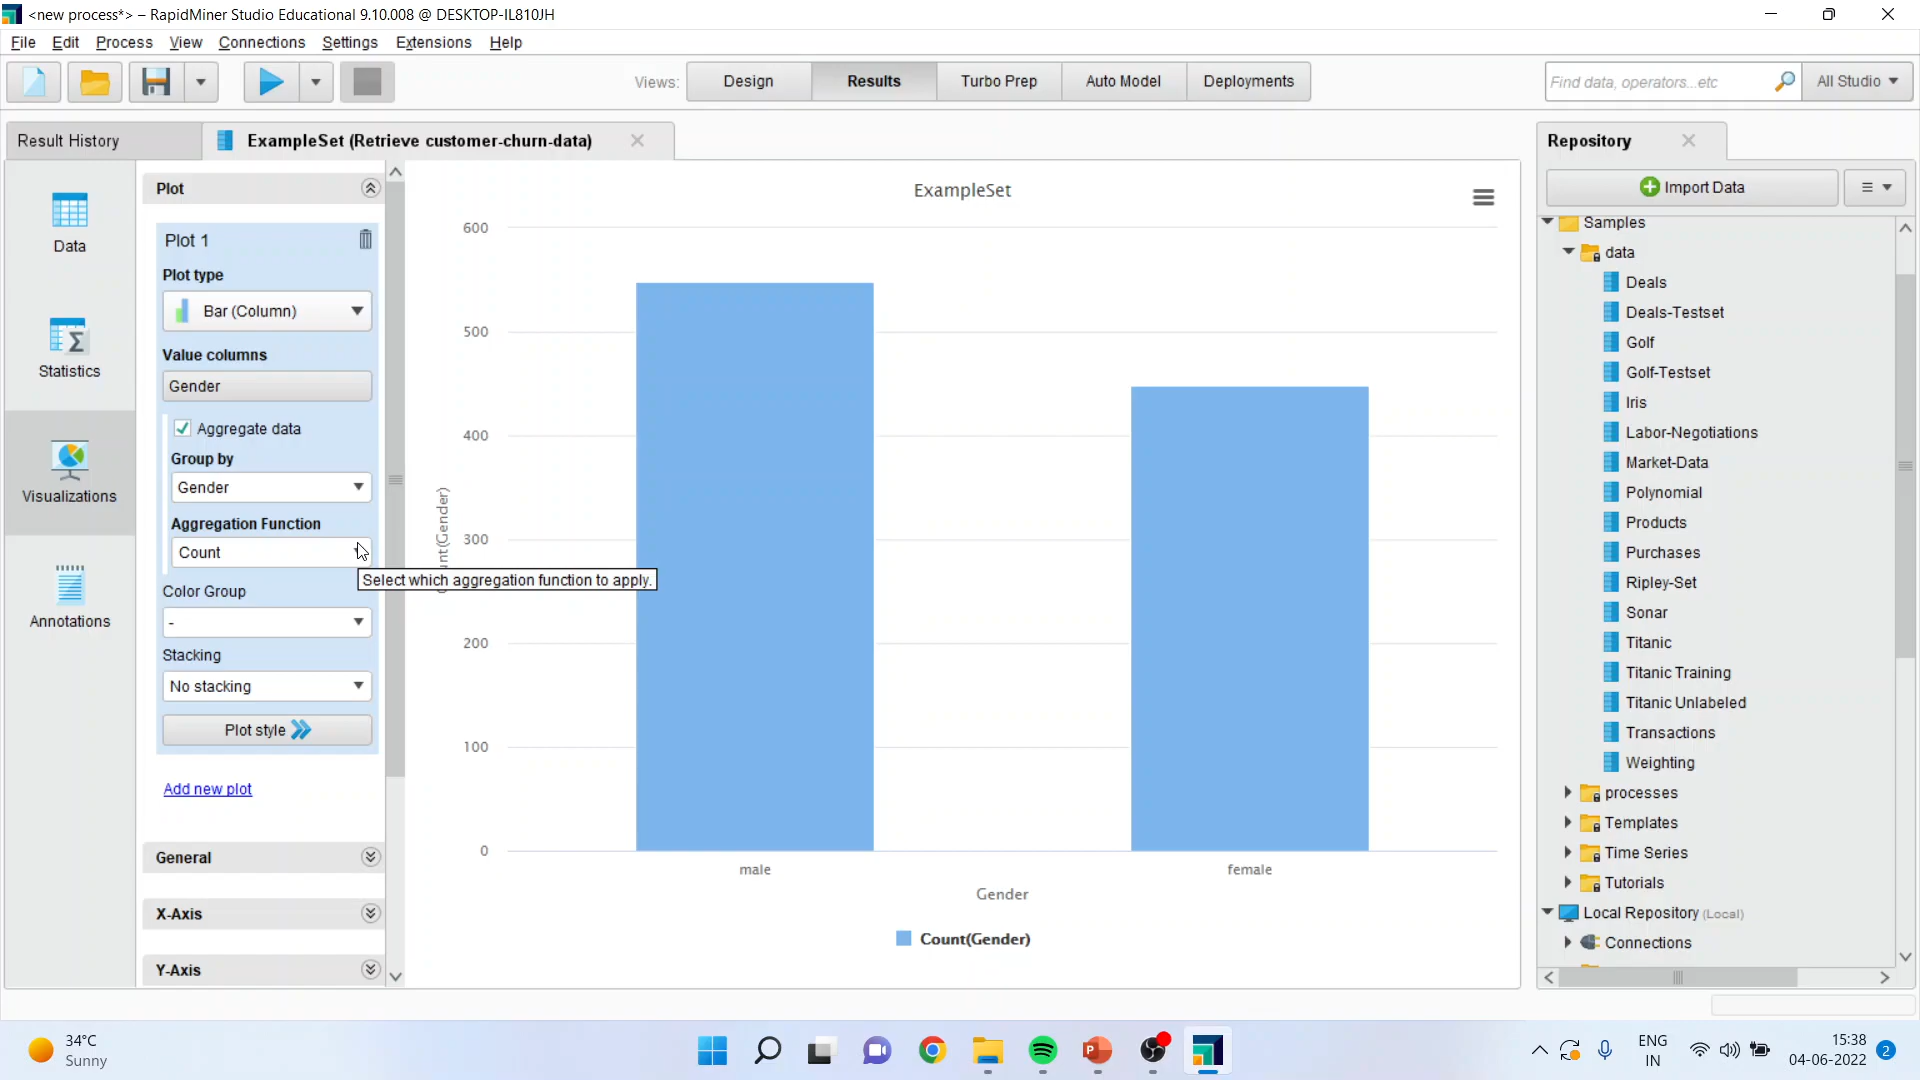 <new process*> – RapidMiner Studio Educational 9.10.008 @ DESKTOP-IL810JH
File Edit Process View Connections Settings Extensions Help
Views: Design Results Turbo Prep Auto Model Deployments
Find data, operators...etc
All Studio
Result History
ExampleSet (Retrieve customer-churn-data)
Repository
Data
Statistics
Visualizations
Annotations
Plot
Plot 1
Plot type
Bar (Column)
Value columns
Gender
Aggregate data
Group by
Gender
Aggregation Function
Count
Select which aggregation function to apply.
Color Group
-
Stacking
No stacking
Plot style
Add new plot
General
X-Axis
Y-Axis
ExampleSet
600
500
400
300
200
100
0
male
female
Gender
Count(Gender)
Import Data
Samples
data
Deals
Deals-Testset
Golf
Golf-Testset
Iris
Labor-Negotiations
Market-Data
Polynomial
Products
Purchases
Ripley-Set
Sonar
Titanic
Titanic Training
Titanic Unlabeled
Transactions
Weighting
processes
Templates
Time Series
Tutorials
Local Repository (Local)
Connections
34°C
Sunny
ENG
IN
15:38
04-06-2022
2